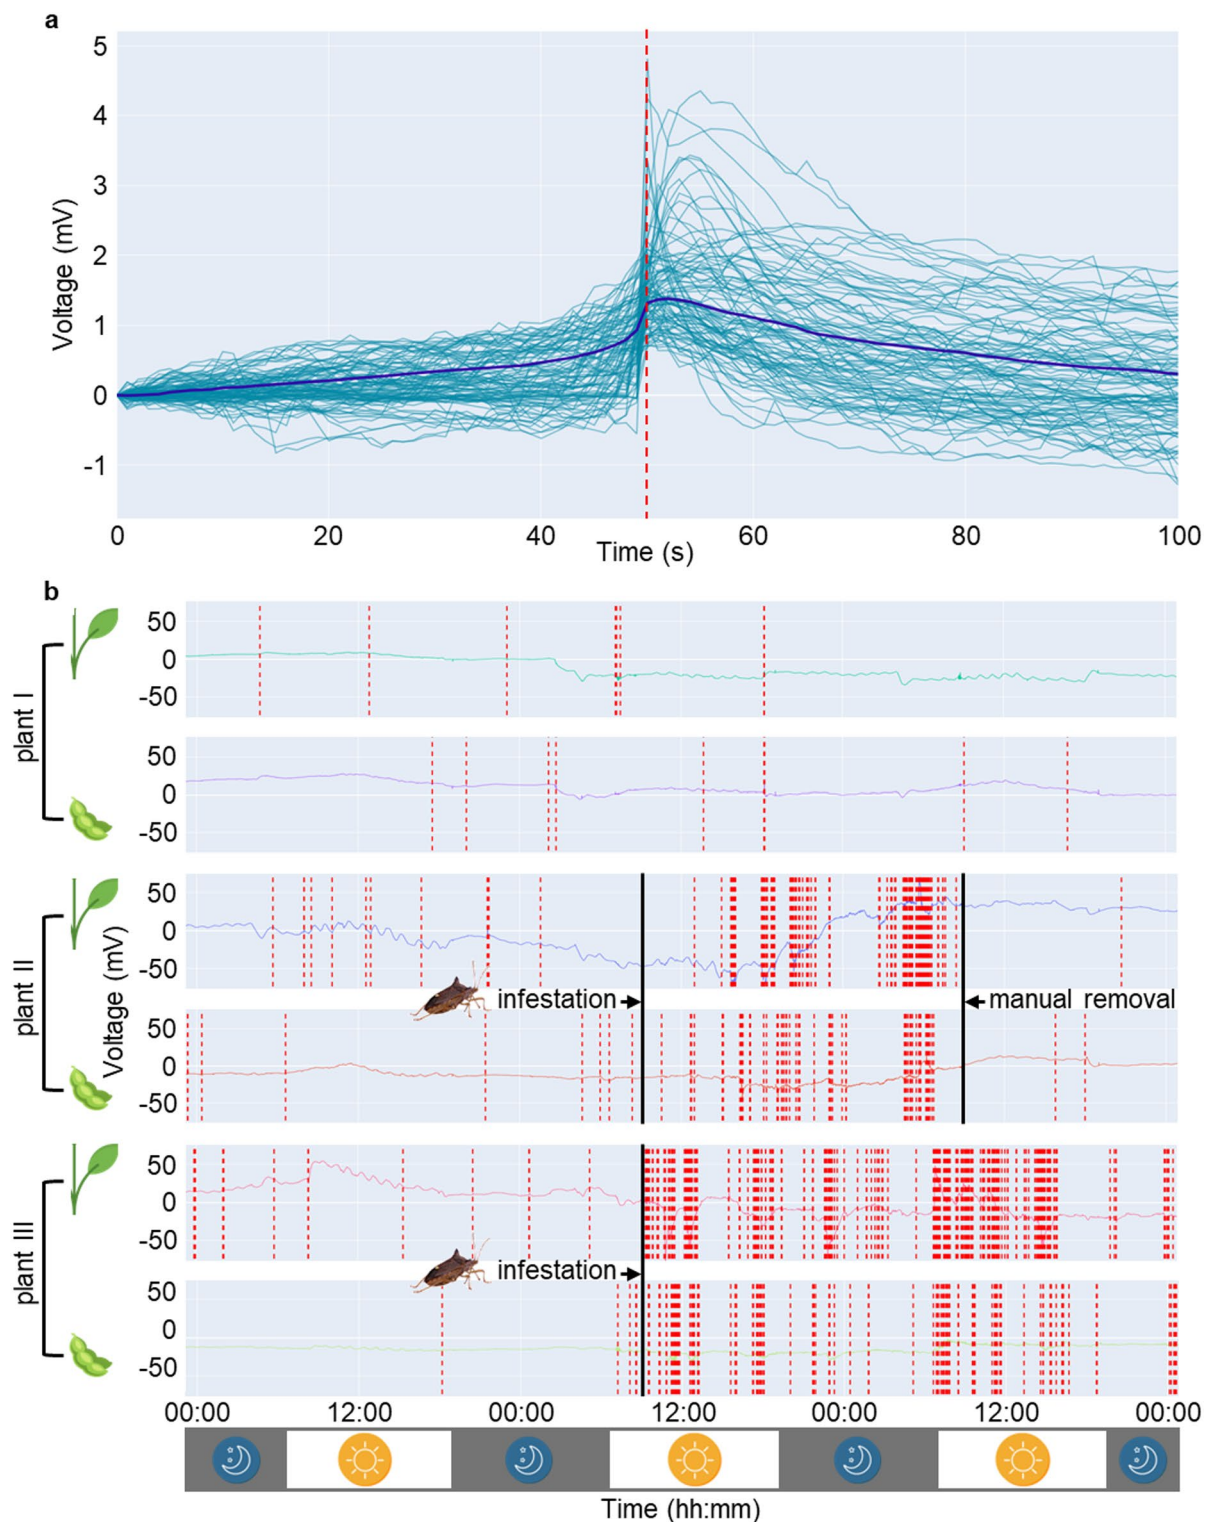 a
5
4
3
2
1
0
-1
Voltage (mV)
0 20 40 60 80 100
Time (s)
b
plant I
50
0
-50
50
0
-50
plant II
Voltage (mV)
50
0
-50
infestation
manual removal
50
0
-50
plant III
50
0
-50
infestation
50
0
-50
00:00 12:00 00:00 12:00 00:00 12:00 00:00
Time (hh:mm)